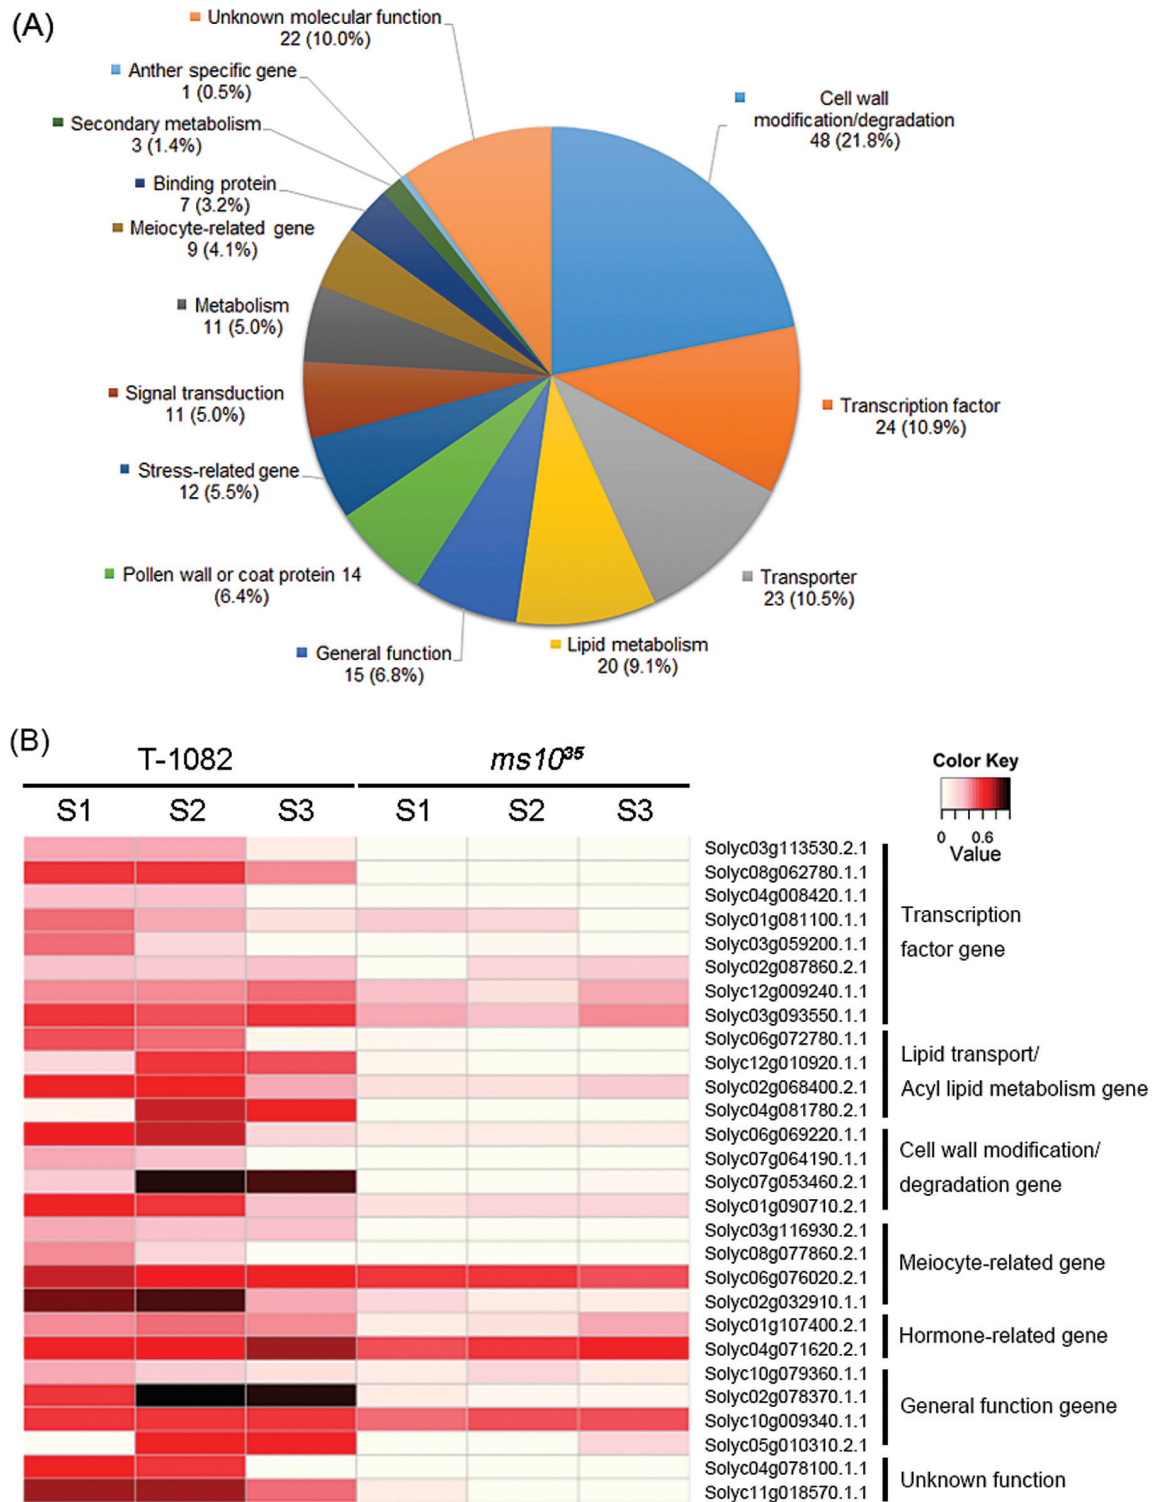 (A)
Unknown molecular function
22 (10.0%)
Anther specific gene
1 (0.5%)
Secondary metabolism
3 (1.4%)
Binding protein
7 (3.2%)
Meiocyte-related gene
9 (4.1%)
Metabolism
11 (5.0%)
Signal transduction
11 (5.0%)
Stress-related gene
12 (5.5%)
Pollen wall or coat protein 14
(6.4%)
General function
15 (6.8%)
Lipid metabolism
20 (9.1%)
Transporter
23 (10.5%)
Transcription factor
24 (10.9%)
Cell wall
modification/degradation
48 (21.8%)
(B)
T-1082 ms10³⁵
S1 S2 S3 S1 S2 S3
Color Key
0 0.6
Value
Solyc03g113530.2.1
Solyc08g062780.1.1
Solyc04g008420.1.1
Solyc01g081100.1.1
Solyc03g059200.1.1
Solyc02g087860.2.1
Solyc12g009240.1.1
Solyc03g093550.1.1
Transcription
factor gene
Solyc06g072780.1.1
Solyc12g010920.1.1
Solyc02g068400.2.1
Solyc04g081780.2.1
Lipid transport/
Acyl lipid metabolism gene
Solyc06g069220.1.1
Solyc07g064190.1.1
Solyc07g053460.2.1
Solyc01g090710.2.1
Cell wall modification/
degradation gene
Solyc03g116930.2.1
Solyc08g077860.2.1
Solyc06g076020.2.1
Solyc02g032910.1.1
Meiocyte-related gene
Solyc01g107400.2.1
Solyc04g071620.2.1
Hormone-related gene
Solyc10g079360.1.1
Solyc02g078370.1.1
Solyc10g009340.1.1
Solyc05g010310.2.1
General function geene
Solyc04g078100.1.1
Solyc11g018570.1.1
Unknown function